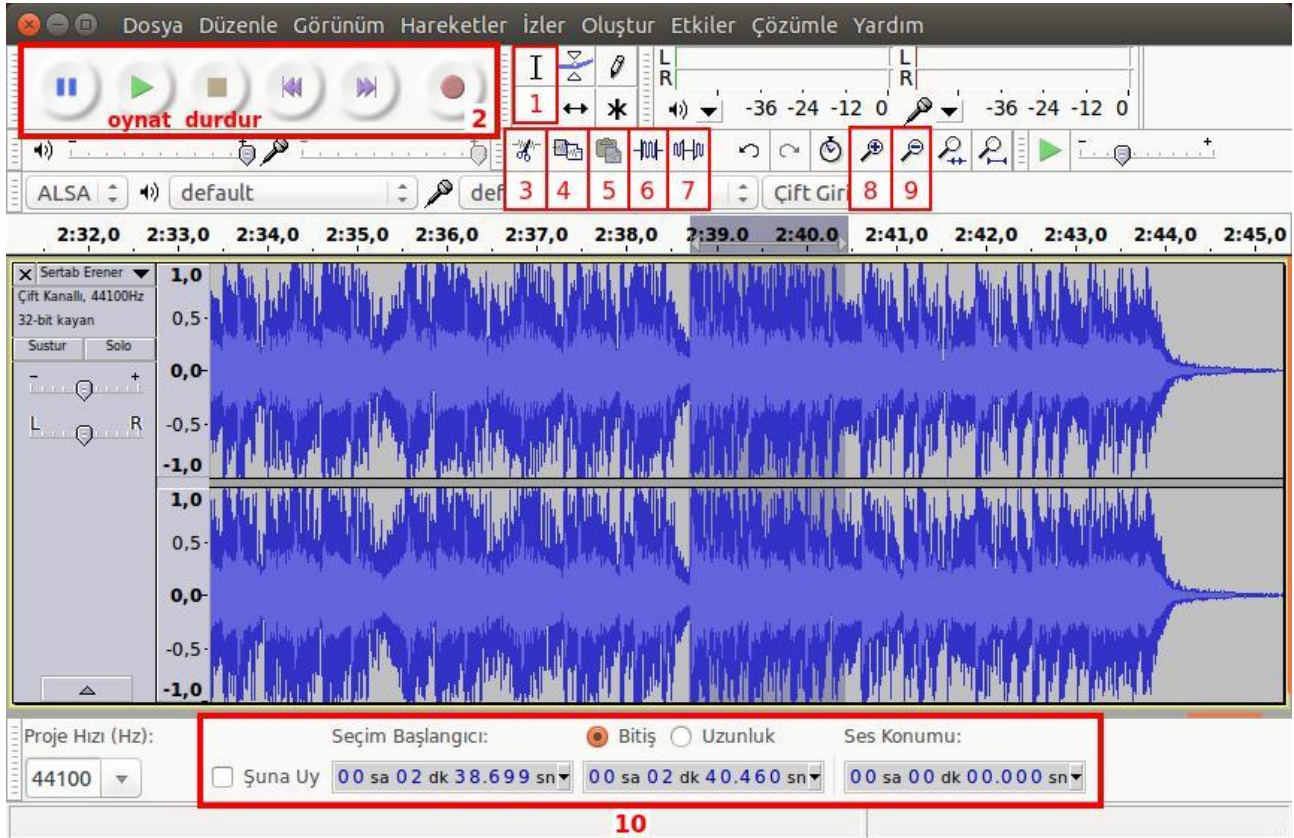 Dosya Düzenle Görünüm Hareketler İzler Oluştur Etkiler Çözümle Yardım
oynat durdur
2
1
L
R
-36 -24 -12 0
L
R
-36 -24 -12 0
3 4 5 6 7 8 9
ALSA default def Çift Giri
2:32,0 2:33,0 2:34,0 2:35,0 2:36,0 2:37,0 2:38,0 2:39.0 2:40.0 2:41,0 2:42,0 2:43,0 2:44,0 2:45,0
Sertab Erener
Çift Kanallı, 44100Hz
32-bit kayan
Sustur Solo
- +
L R
1,0
0,5
0,0
-0,5
-1,0
1,0
0,5
0,0
-0,5
-1,0
Proje Hızı (Hz): Seçim Başlangıcı: Bitiş Uzunluk Ses Konumu:
44100 Şuna Uy 00 sa 02 dk 38.699 sn 00 sa 02 dk 40.460 sn 00 sa 00 dk 00.000 sn
10